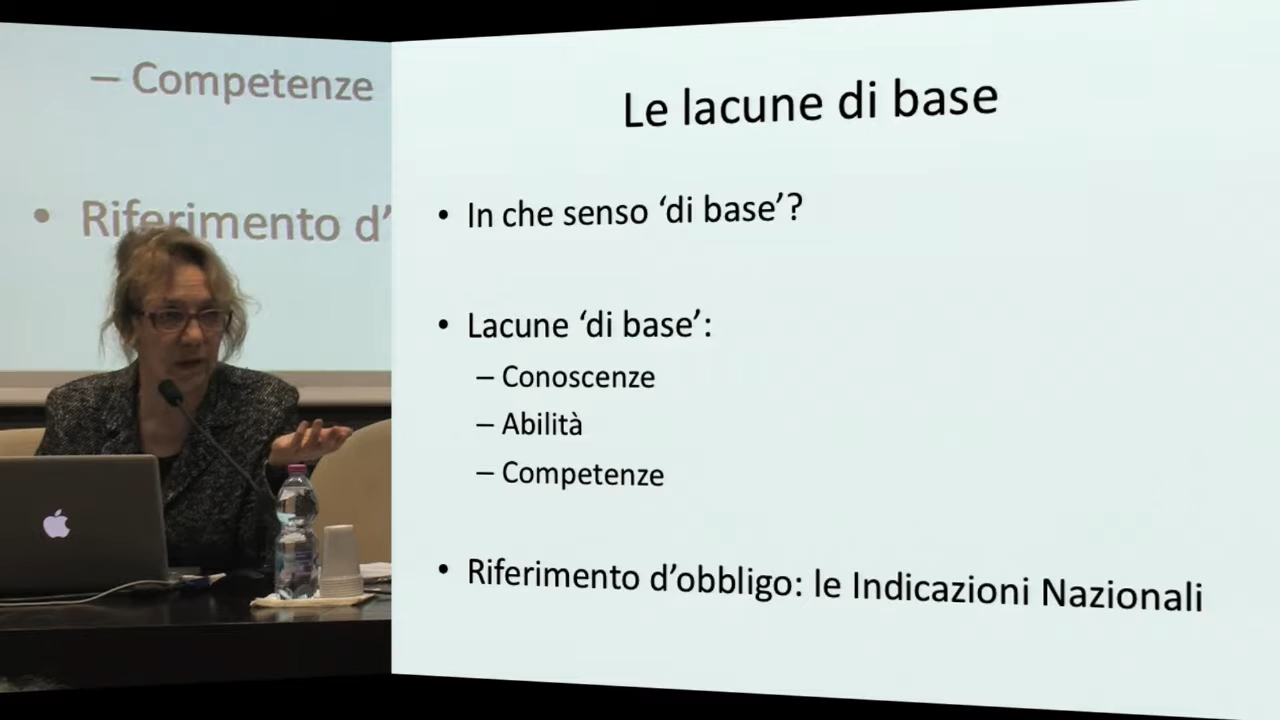 – Competenze
• Riferimento d’
Le lacune di base
• In che senso ‘di base’?
• Lacune ‘di base’:
– Conoscenze
– Abilità
– Competenze
• Riferimento d’obbligo: le Indicazioni Nazionali